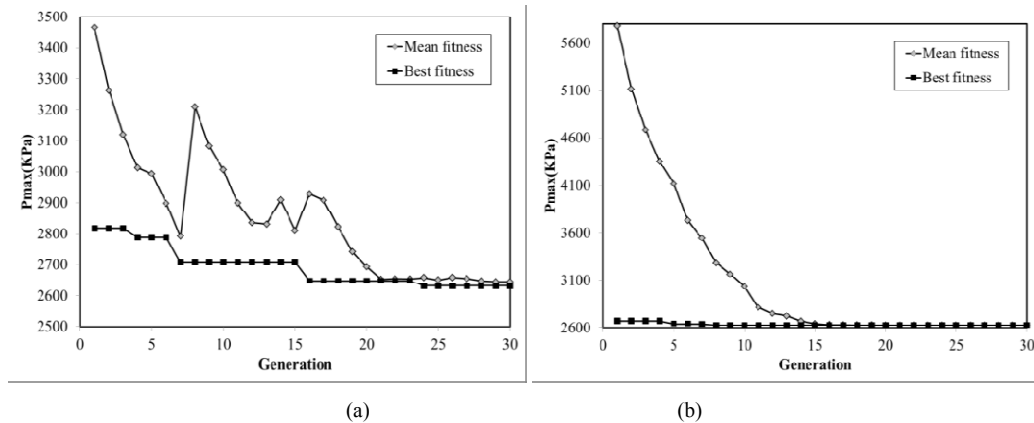 3500
3400
3300
3200
3100
3000
2900
2800
2700
2600
2500
Pmax(KPa)
0 5 10 15 20 25 30
Generation
Mean fitness
Best fitness
(a)
5600
5100
4600
4100
3600
3100
2600
Pmax(KPa)
0 5 10 15 20 25 30
Generation
Mean fitness
Best fitness
(b)